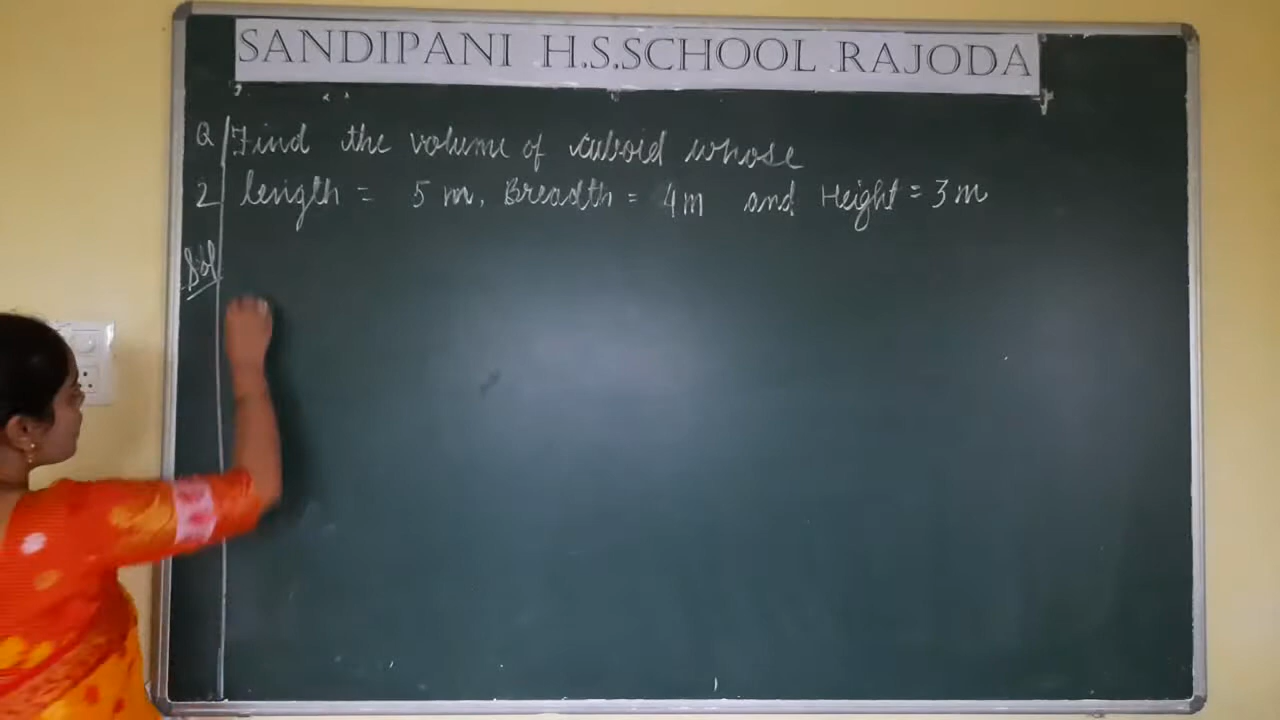 SANDIPANI H.S.SCHOOL RAJODA
Q Find the volume of cuboid whose
2 length = 5 m, Breadth = 4 m and Height = 3 m
Sol